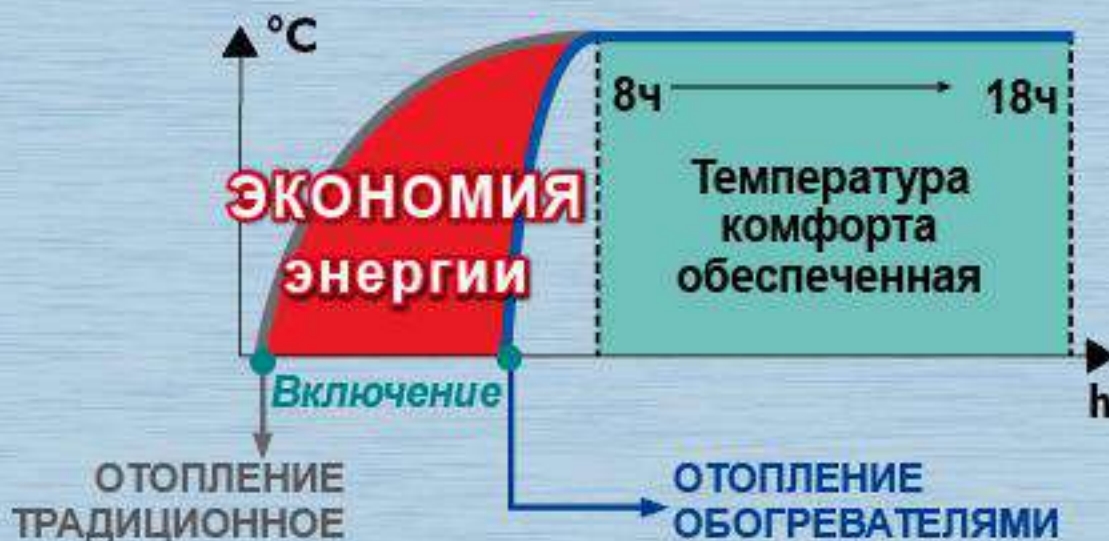 °C
8ч 18ч
ЭКОНОМИЯ
энергии
Температура
комфорта
обеспеченная
h
Включение
ОТОПЛЕНИЕ
ТРАДИЦИОННОЕ
ОТОПЛЕНИЕ
ОБОГРЕВАТЕЛЯМИ